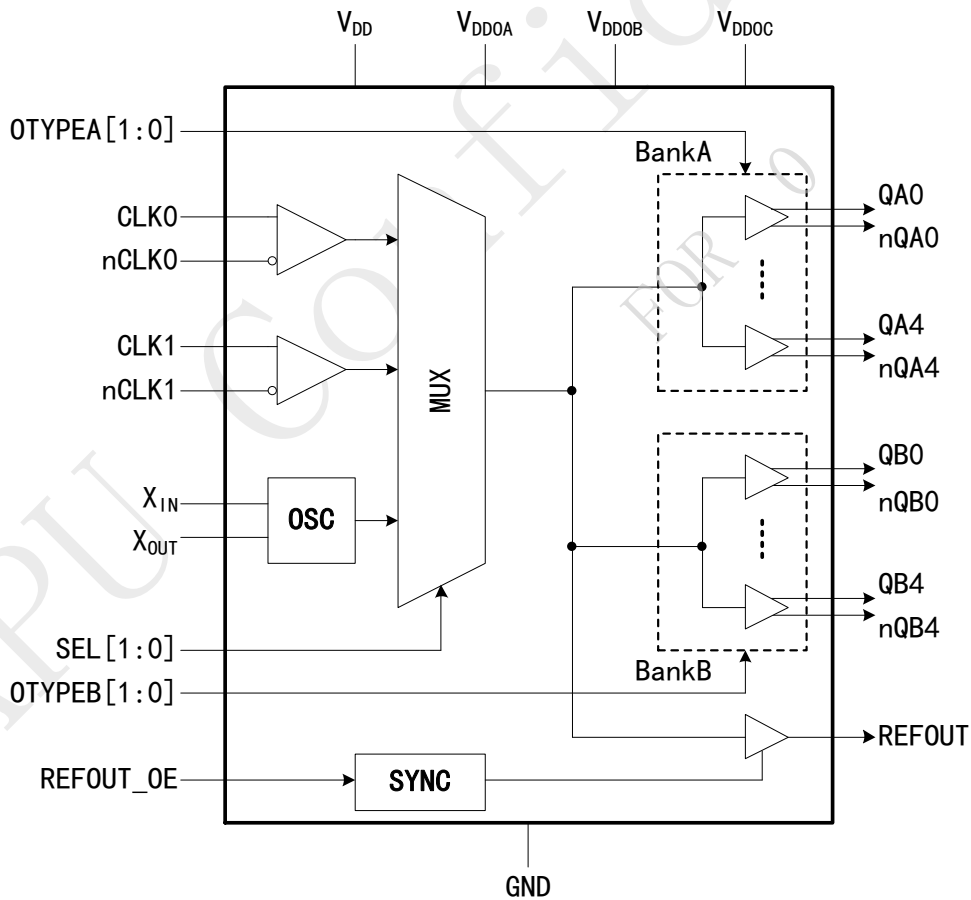 VDD VDDOA VDDOB VDDOC
OTYPEA[1:0]
BankA
CLK0
nCLK0
CLK1
nCLK1
MUX
QA0
nQA0
QA4
nQA4
XIN
XOUT
OSC
QB0
nQB0
QB4
nQB4
SEL[1:0]
OTYPEB[1:0]
BankB
REFOUT
REFOUT_OE
SYNC
GND
FOR